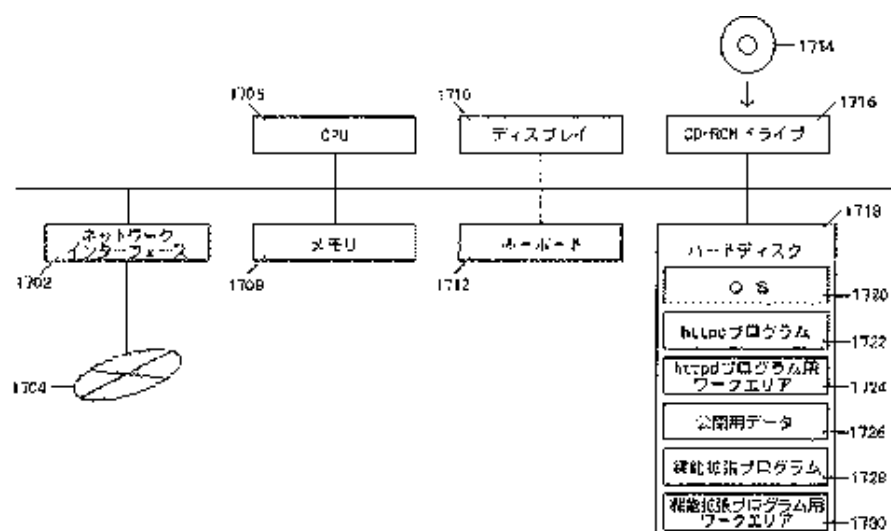 1714
1716
1710
CPU
ディスプレイ
CD-ROMドライブ
ネットワーク
インターフェース
メモリ
キーボード
ハードディスク
1702
1712
OS
1720
httpdプログラム
1722
httpdプログラム用
ワークエリア
1724
1704
公開用データ
1726
機能拡張プログラム
1728
機能拡張プログラム用
ワークエリア
1730